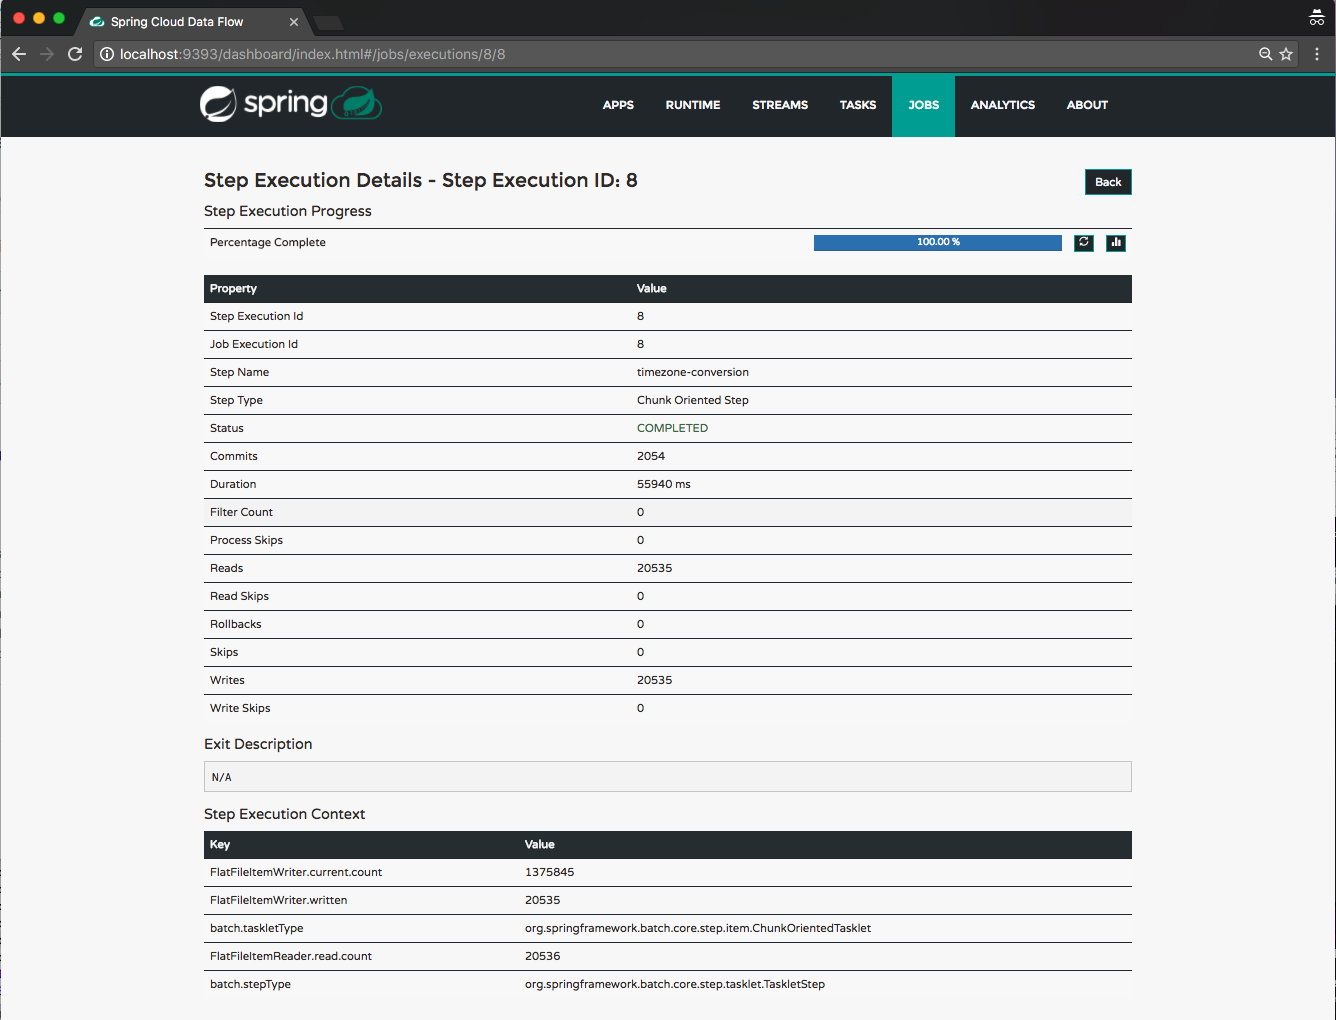 Spring Cloud Data Flow
localhost:9393/dashboard/index.html#/jobs/executions/8/8
spring APPS RUNTIME STREAMS TASKS JOBS ANALYTICS ABOUT
Step Execution Details - Step Execution ID: 8 Back
Step Execution Progress
Percentage Complete 100.00 %
Property Value
Step Execution Id 8
Job Execution Id 8
Step Name timezone-conversion
Step Type Chunk Oriented Step
Status COMPLETED
Commits 2054
Duration 55940 ms
Filter Count 0
Process Skips 0
Reads 20535
Read Skips 0
Rollbacks 0
Skips 0
Writes 20535
Write Skips 0
Exit Description
N/A
Step Execution Context
Key Value
FlatFileItemWriter.current.count 1375845
FlatFileItemWriter.written 20535
batch.taskletType org.springframework.batch.core.step.item.ChunkOrientedTasklet
FlatFileItemReader.read.count 20536
batch.stepType org.springframework.batch.core.step.tasklet.TaskletStep